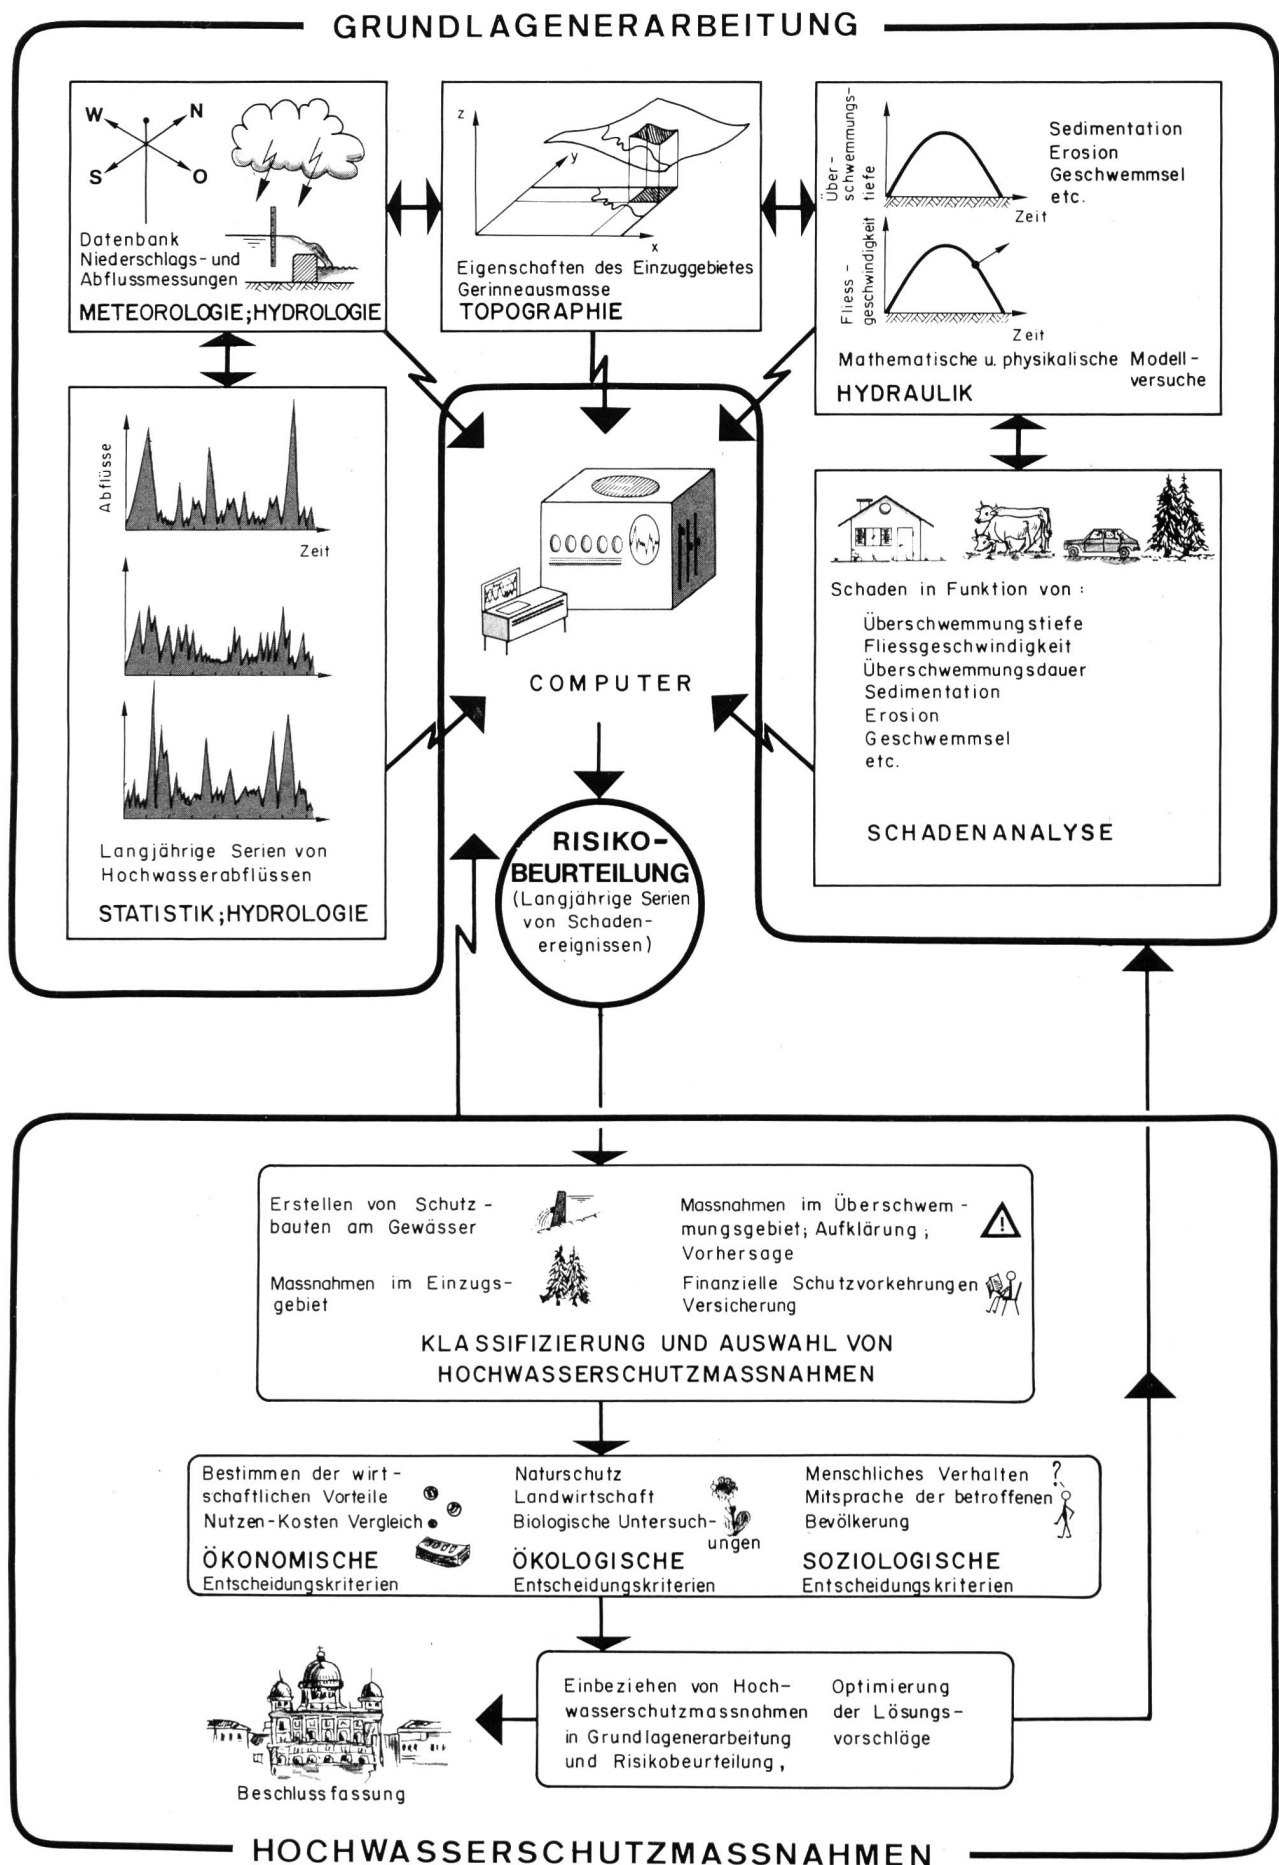 GRUNDLAGENERARBEITUNG
W
N
S
O
Datenbank
Niederschlags- und
Abflussmessungen
METEOROLOGIE; HYDROLOGIE
z
y
x
Eigenschaften des Einzuggebietes
Gerinneausmasse
TOPOGRAPHIE
Über-
schwemmungs-
tiefe
Zeit
Sedimentation
Erosion
Geschwemmsel
etc.
Fliess-
geschwindigkeit
Zeit
Mathematische u. physikalische Modell-
versuche
HYDRAULIK
Abflüsse
Zeit
Langjährige Serien von
Hochwasserabflüssen
STATISTIK; HYDROLOGIE
COMPUTER
Schaden in Funktion von :
Überschwemmungstiefe
Fliessgeschwindigkeit
Überschwemmungsdauer
Sedimentation
Erosion
Geschwemmsel
etc.
SCHADENANALYSE
RISIKO-
BEURTEILUNG
(Langjährige Serien
von Schaden-
ereignissen)
Erstellen von Schutz-
bauten am Gewässer
Massnahmen im Einzugs-
gebiet
Massnahmen im Überschwem-
mungsgebiet; Aufklärung ;
Vorhersage
!
Finanzielle Schutzvorkehrungen
Versicherung
KLASSIFIZIERUNG UND AUSWAHL VON
HOCHWASSERSCHUTZMASSNAHMEN
Bestimmen der wirt-
schaftlichen Vorteile
Nutzen-Kosten Vergleich
ÖKONOMISCHE
Entscheidungskriterien
Naturschutz
Landwirtschaft
Biologische Untersuch-
ungen
ÖKOLOGISCHE
Entscheidungskriterien
Menschliches Verhalten
?
Mitsprache der betroffenen
Bevölkerung
SOZIOLOGISCHE
Entscheidungskriterien
Einbeziehen von Hoch-
wasserschutzmassnahmen
in Grundlagenerarbeitung
und Risikobeurteilung,
Optimierung
der Lösungs-
vorschläge
Beschlussfassung
HOCHWASSERSCHUTZMASSNAHMEN